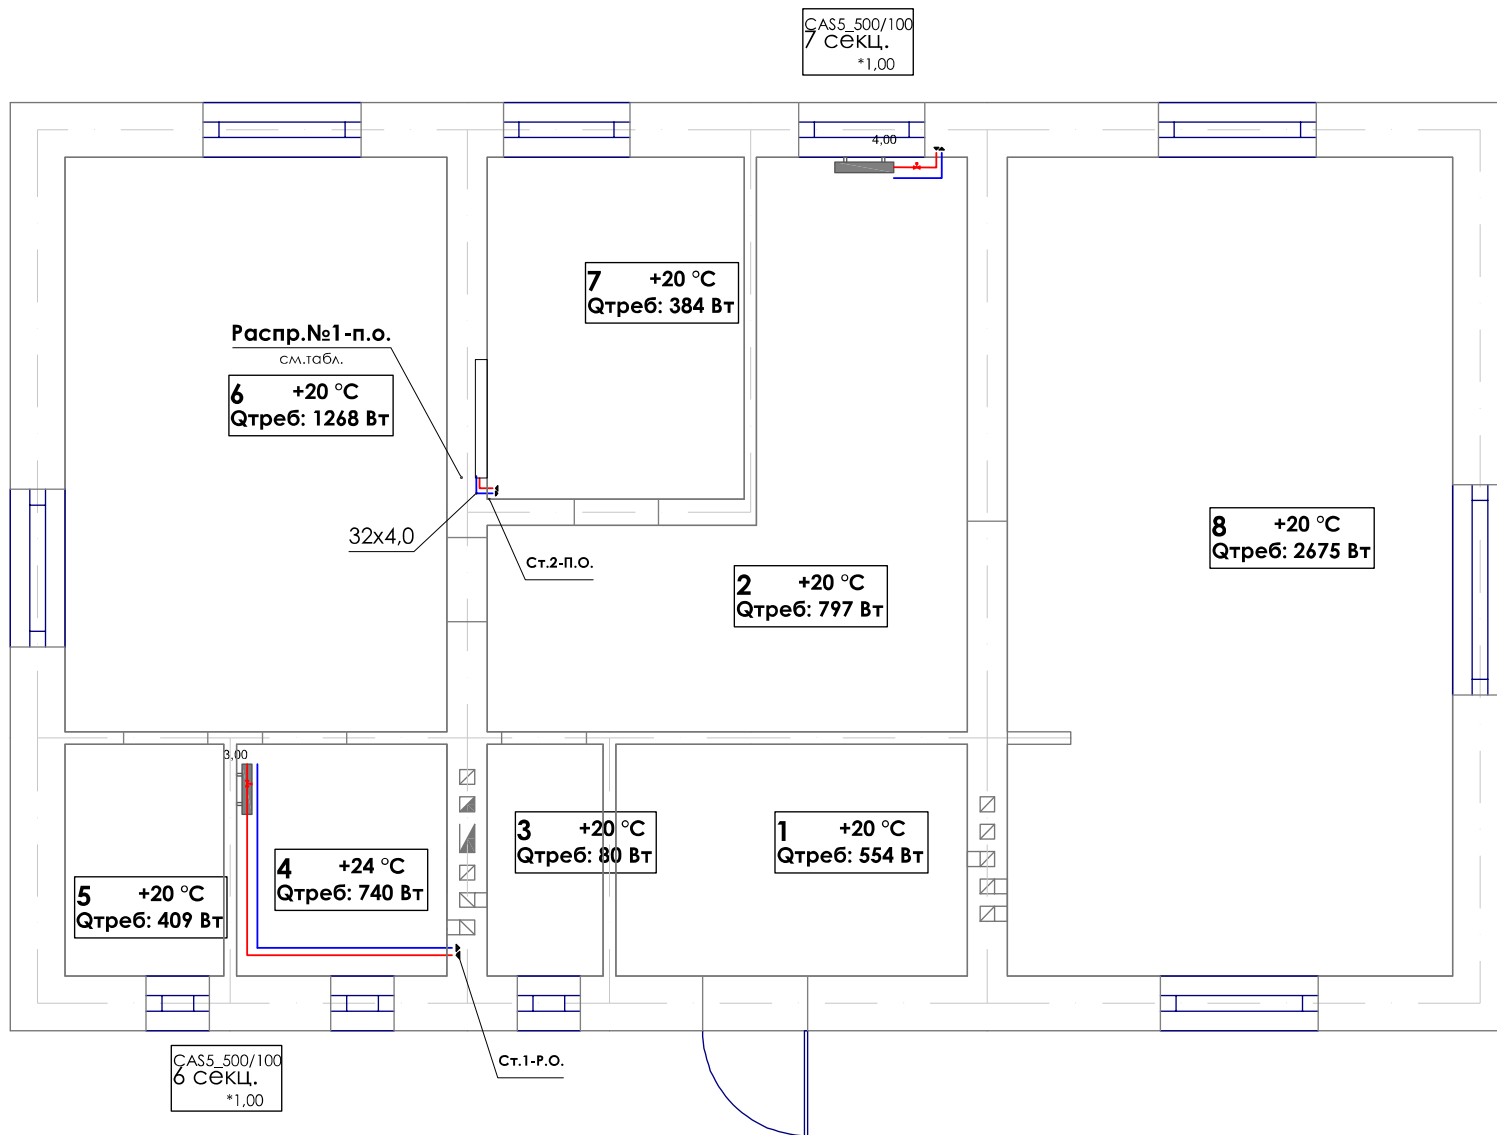 CAS5_500/100
7 секц.
*1,00
4,00
7 +20 °C
Qтреб: 384 Вт
Распр.№1-п.о.
см.табл.
6 +20 °C
Qтреб: 1268 Вт
32x4,0
Ст.2-П.О.
8 +20 °C
Qтреб: 2675 Вт
2 +20 °C
Qтреб: 797 Вт
3,00
3 +20 °C
Qтреб: 80 Вт
1 +20 °C
Qтреб: 554 Вт
4 +24 °C
Qтреб: 740 Вт
5 +20 °C
Qтреб: 409 Вт
CAS5_500/100
6 секц.
*1,00
Ст.1-Р.О.